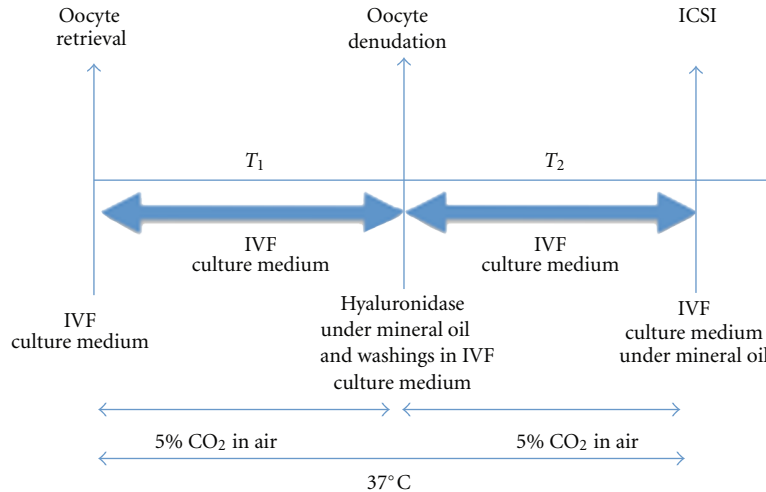 Oocyte
retrieval
Oocyte
denudation
ICSI
T1
T2
IVF
culture medium
IVF
culture medium
IVF
culture medium
Hyaluronidase
under mineral oil
and washings in IVF
culture medium
IVF
culture medium
under mineral oil
5% CO2 in air
5% CO2 in air
37°C